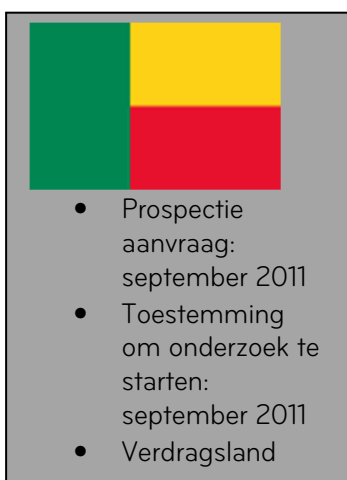 • Prospectie
aanvraag:
september 2011
• Toestemming
om onderzoek te
starten:
september 2011
• Verdragsland